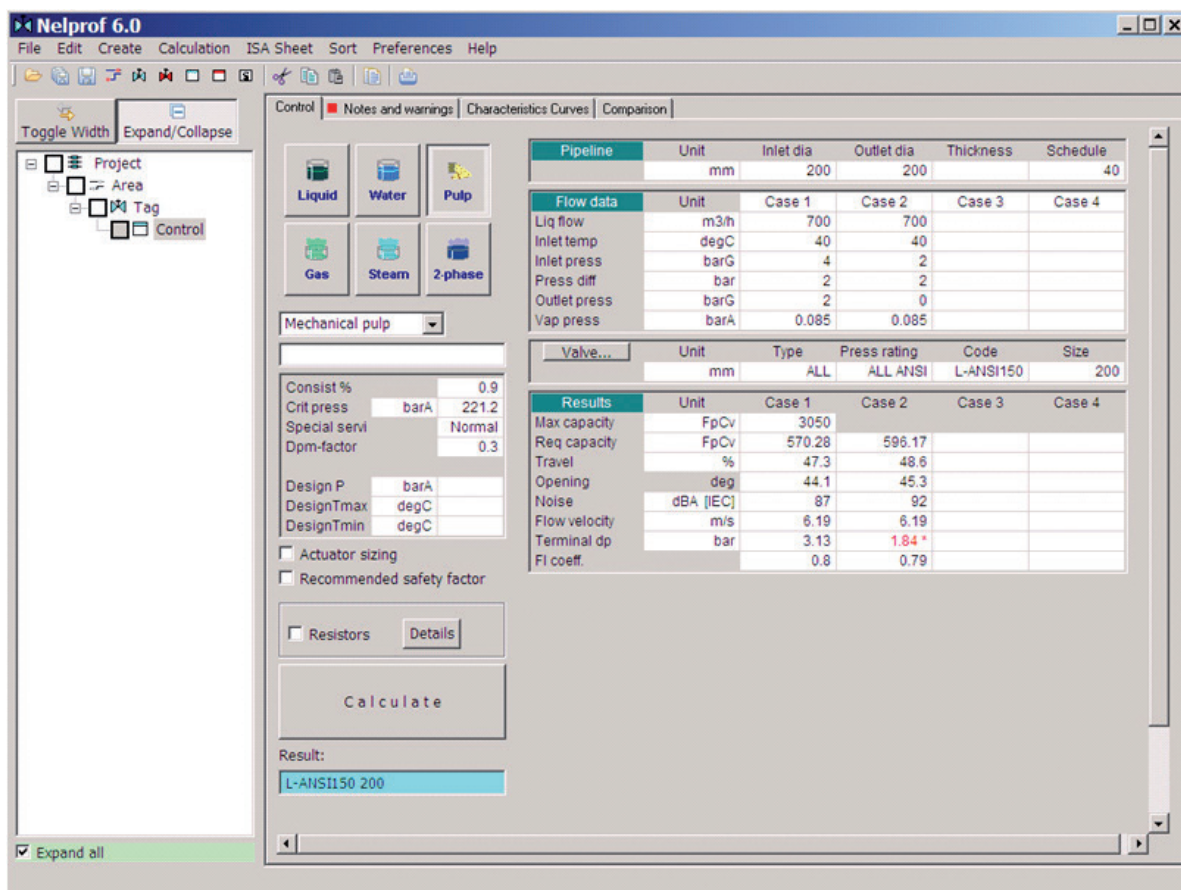 Nelprof 6.0
File Edit Create Calculation ISA Sheet Sort Preferences Help
Toggle Width Expand/Collapse
Project
Area
Tag
Control
Expand all
Control Notes and warnings Characteristics Curves Comparison
Liquid Water Pulp
Gas Steam 2-phase
Mechanical pulp
Consist % 0.9
Crit press barA 221.2
Special servi Normal
Dpm-factor 0.3
Design P barA
DesignTmax degC
DesignTmin degC
Actuator sizing
Recommended safety factor
Resistors Details
Calculate
Result:
L-ANSI150 200
Pipeline Unit Inlet dia Outlet dia Thickness Schedule
mm 200 200 40
Flow data Unit Case 1 Case 2 Case 3 Case 4
Liq flow m3/h 700 700
Inlet temp degC 40 40
Inlet press barG 4 2
Press diff bar 2 2
Outlet press barG 2 0
Vap press barA 0.085 0.085
Valve... Unit Type Press rating Code Size
mm ALL ALL ANSI L-ANSI150 200
Results Unit Case 1 Case 2 Case 3 Case 4
Max capacity FpCv 3050
Req capacity FpCv 570.28 596.17
Travel % 47.3 48.6
Opening deg 44.1 45.3
Noise dBA [IEC] 87 92
Flow velocity m/s 6.19 6.19
Terminal dp bar 3.13 1.84 *
Fl coeff. 0.8 0.79